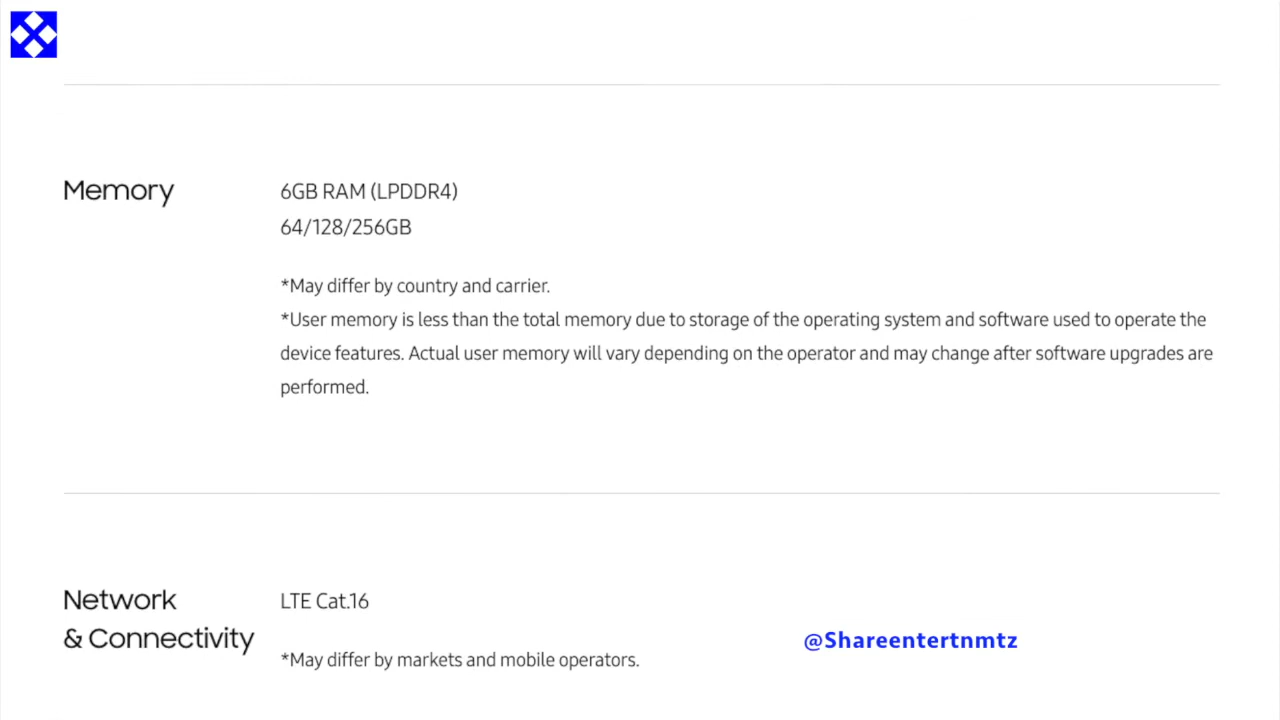 Memory
6GB RAM (LPDDR4)
64/128/256GB
*May differ by country and carrier.
*User memory is less than the total memory due to storage of the operating system and software used to operate the
device features. Actual user memory will vary depending on the operator and may change after software upgrades are
performed.
Network
& Connectivity
LTE Cat.16
*May differ by markets and mobile operators.
@Shareentertnmtz